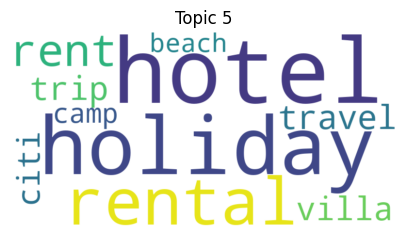 Topic 5
beach
rent
hotel
trip
camp
travel
holiday
citi
rental
villa